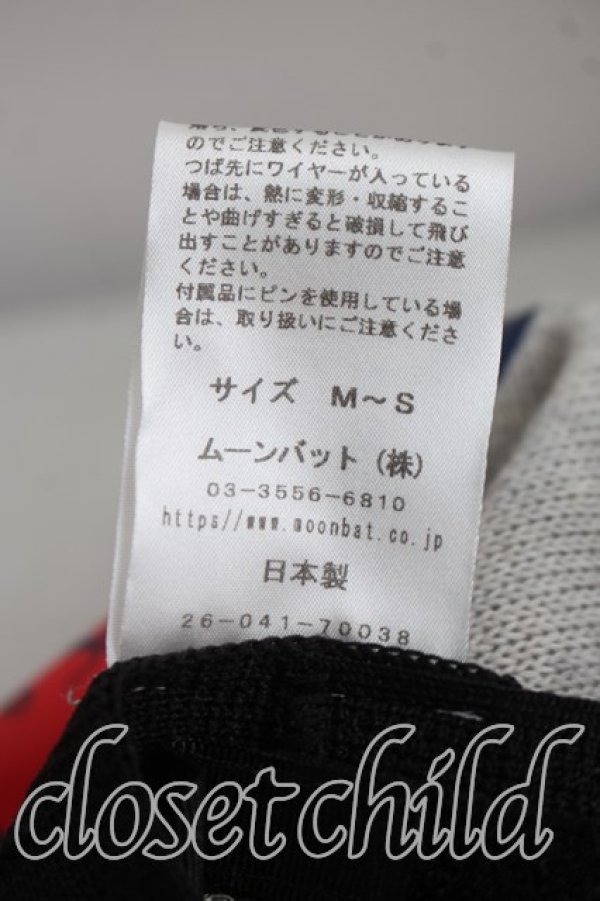 のでご注意ください。
つば先にワイヤーが入っている
場合は、熱に変形・収縮するこ
とや曲げすぎると破損して飛び
出すことがありますのでご注意
ください。
付属品にピンを使用している場
合は、取り扱いにご注意くださ
い。
サイズ M～S
ムーンバット（株）
03-3556-6810
https://www.moonbat.co.jp
日本製
26-041-70038
closet child